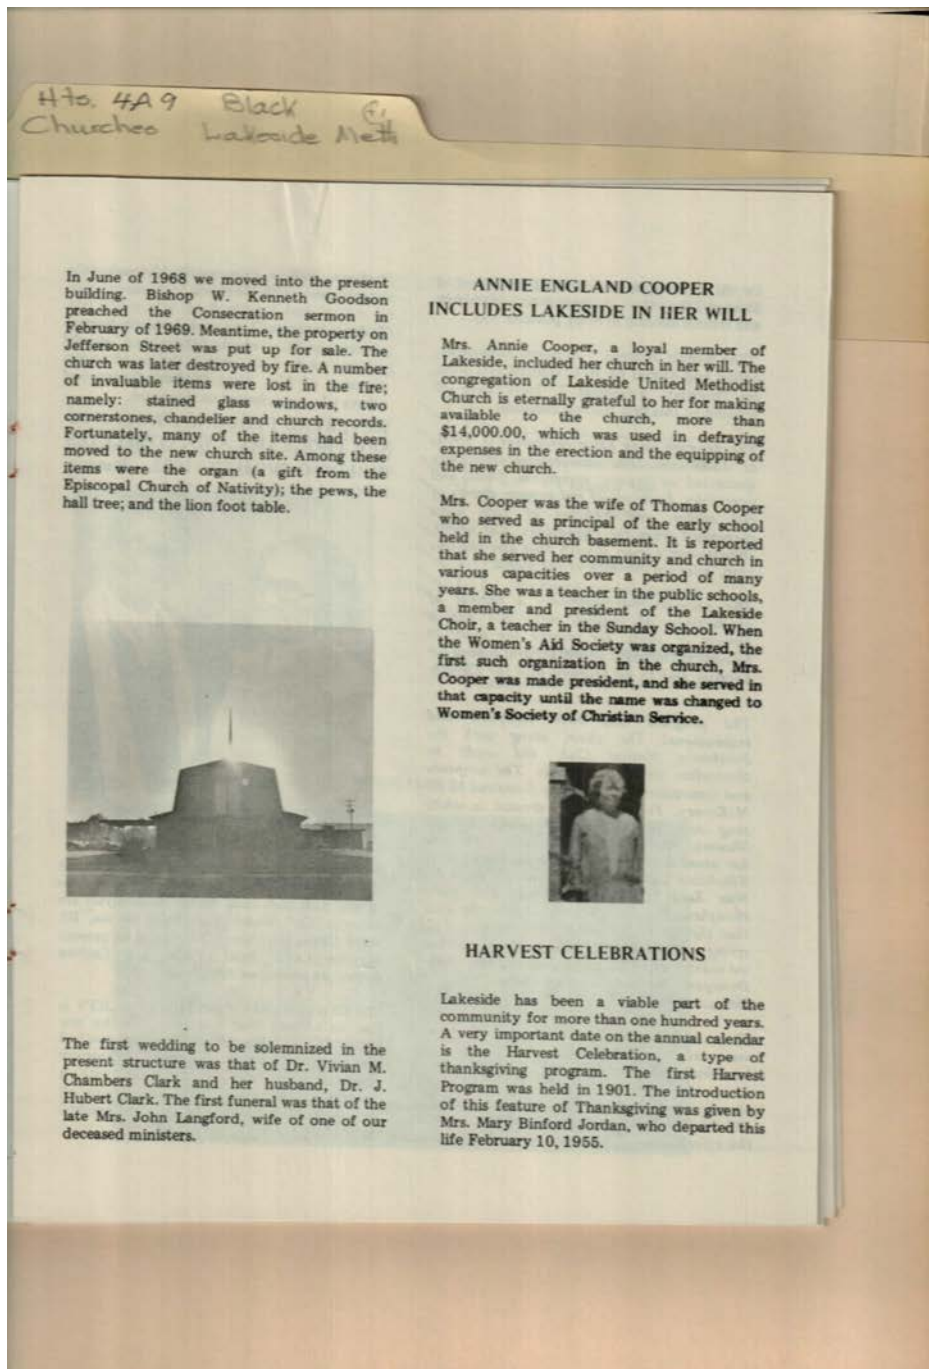 Hts. 4A9 Black
Churches Lakeside Meth
In June of 1968 we moved into the present
building. Bishop W. Kenneth Goodson
preached the Consecration sermon in
February of 1969. Meantime, the property on
Jefferson Street was put up for sale. The
church was later destroyed by fire. A number
of invaluable items were lost in the fire;
namely: stained glass windows, two
cornerstones, chandelier and church records.
Fortunately, many of the items had been
moved to the new church site. Among these
items were the organ (a gift from the
Episcopal Church of Nativity); the pews, the
hall tree; and the lion foot table.
The first wedding to be solemnized in the
present structure was that of Dr. Vivian M.
Chambers Clark and her husband, Dr. J.
Hubert Clark. The first funeral was that of the
late Mrs. John Langford, wife of one of our
deceased ministers.
ANNIE ENGLAND COOPER
INCLUDES LAKESIDE IN HER WILL
Mrs. Annie Cooper, a loyal member of
Lakeside, included her church in her will. The
congregation of Lakeside United Methodist
Church is eternally grateful to her for making
available to the church, more than
$14,000.00, which was used in defraying
expenses in the erection and the equipping of
the new church.
Mrs. Cooper was the wife of Thomas Cooper
who served as principal of the early school
held in the church basement. It is reported
that she served her community and church in
various capacities over a period of many
years. She was a teacher in the public schools,
a member and president of the Lakeside
Choir, a teacher in the Sunday School. When
the Women's Aid Society was organized, the
first such organization in the church, Mrs.
Cooper was made president, and she served in
that capacity until the name was changed to
Women's Society of Christian Service.
HARVEST CELEBRATIONS
Lakeside has been a viable part of the
community for more than one hundred years.
A very important date on the annual calendar
is the Harvest Celebration, a type of
thanksgiving program. The first Harvest
Program was held in 1901. The introduction
of this feature of Thanksgiving was given by
Mrs. Mary Binford Jordan, who departed this
life February 10, 1955.